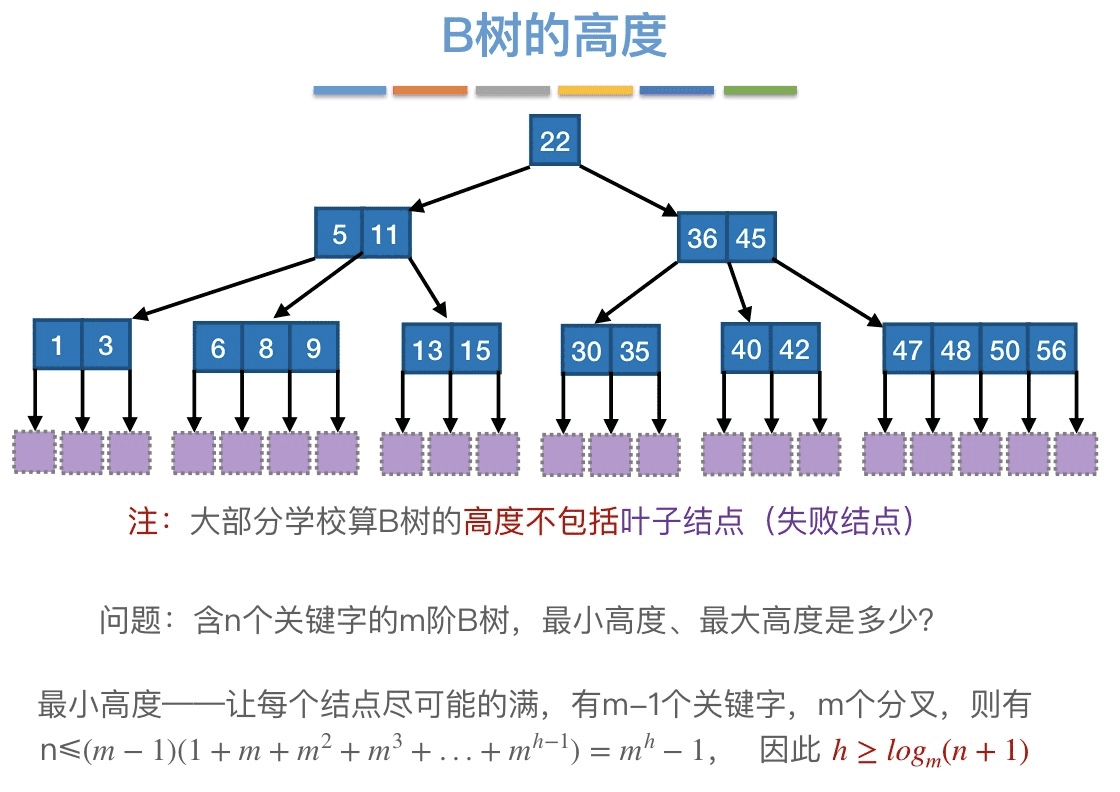 B树的高度
22
5 11
36 45
1 3
6 8 9
13 15
30 35
40 42
47 48 50 56
注：大部分学校算B树的高度不包括叶子结点（失败结点）
问题：含n个关键字的m阶B树，最小高度、最大高度是多少？
最小高度——让每个结点尽可能的满，有m-1个关键字，m个分叉，则有
n⩽(m − 1)(1 + m + m² + m³ + … + mʰ⁻¹) = mʰ − 1， 因此 h ≥ logₘ(n + 1)